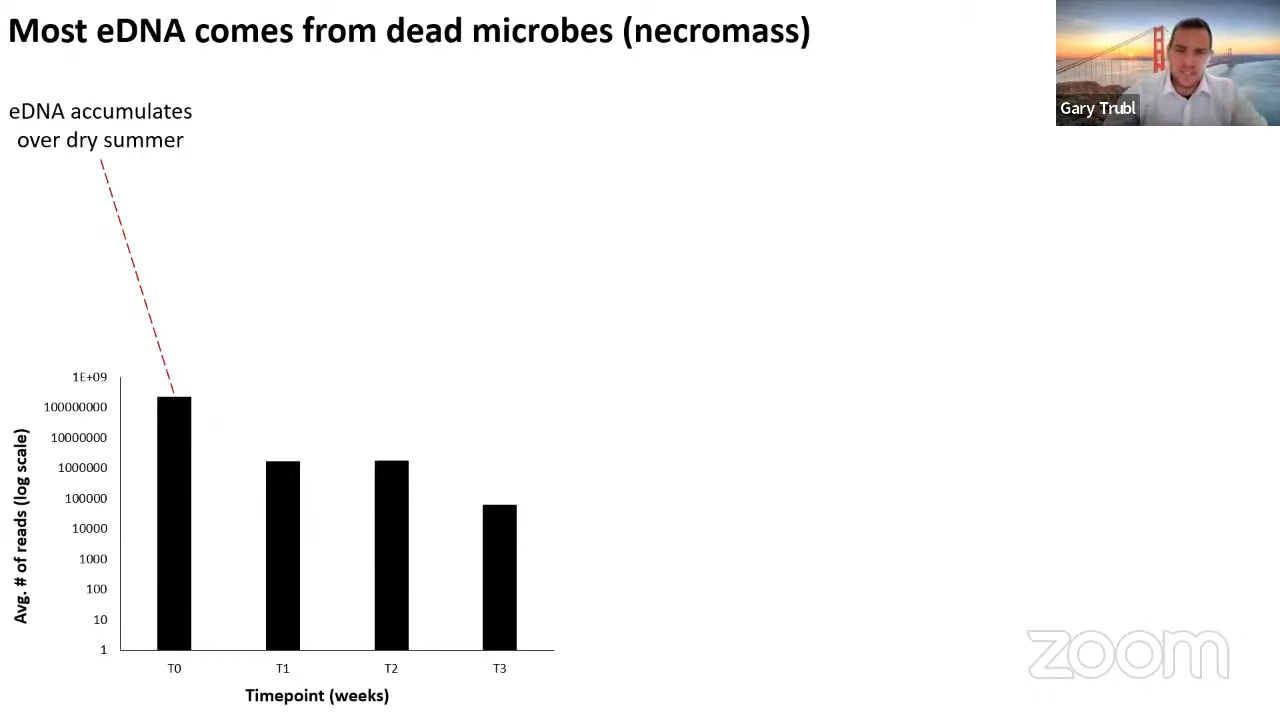 Most eDNA comes from dead microbes (necromass)
Gary Trubl
eDNA accumulates
over dry summer
Avg. # of reads (log scale)
1E+09
100000000
10000000
1000000
100000
10000
1000
100
10
1
T0 T1 T2 T3
Timepoint (weeks)
zoom